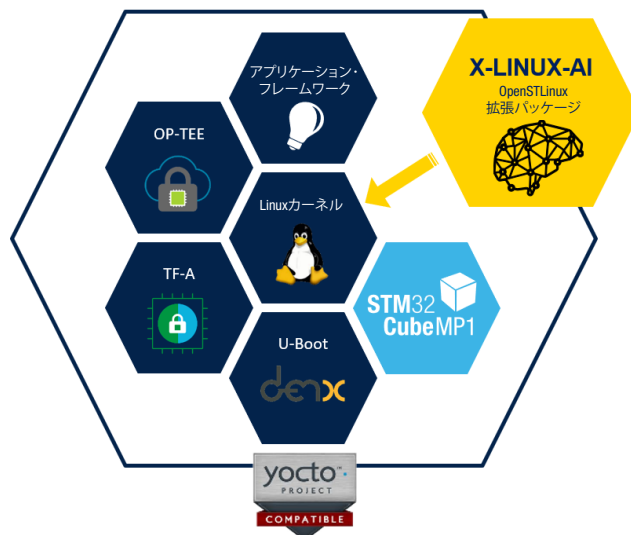 アプリケーション・
フレームワーク
X-LINUX-AI
OpenSTLinux
拡張パッケージ
OP-TEE
Linuxカーネル
TF-A
STM32
CubeMP1
U-Boot
denx
yocto™
PROJECT
COMPATIBLE